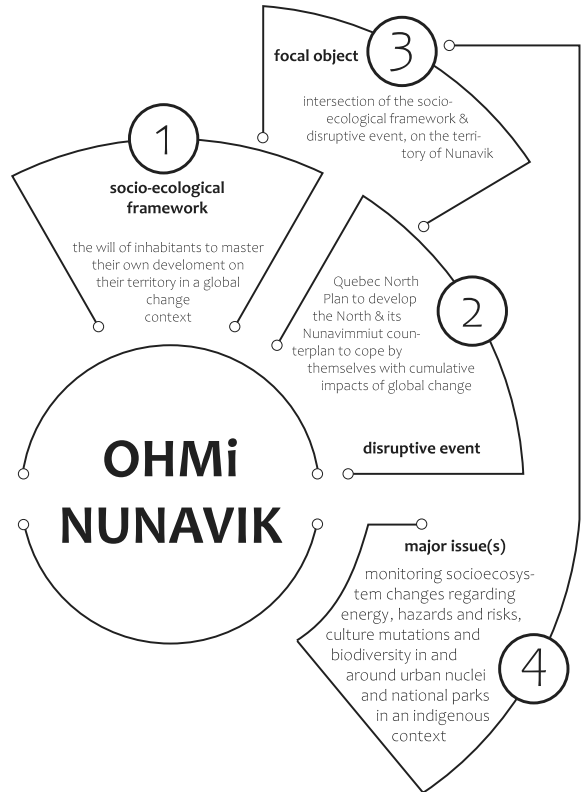 OHMi
NUNAVIK
1
socio-ecological
framework
the will of inhabitants to master
their own develoment on
their territory in a global
change
context
2
Quebec North
Plan to develop
the North & its
Nunavimmiut coun-
terplan to cope by
themselves with cumulative
impacts of global change
disruptive event
3
focal object
intersection of the socio-
ecological framework &
disruptive event, on the terri-
tory of Nunavik
4
major issue(s)
monitoring socioecosys-
tem changes regarding
energy, hazards and risks,
culture mutations and
biodiversity in and
around urban nuclei
and national parks
in an indigenous
context